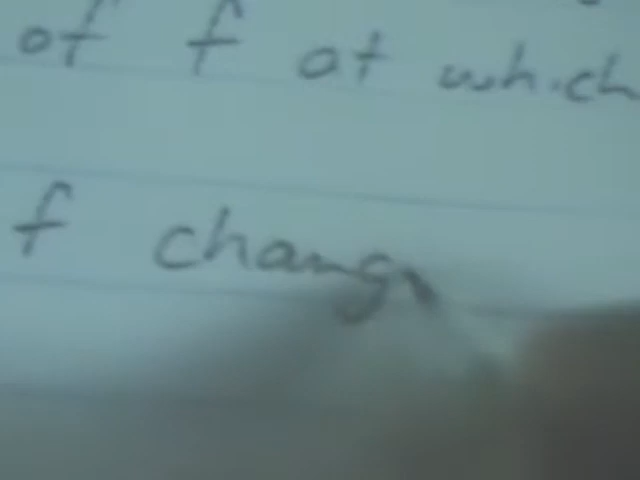 of f at which
f chang